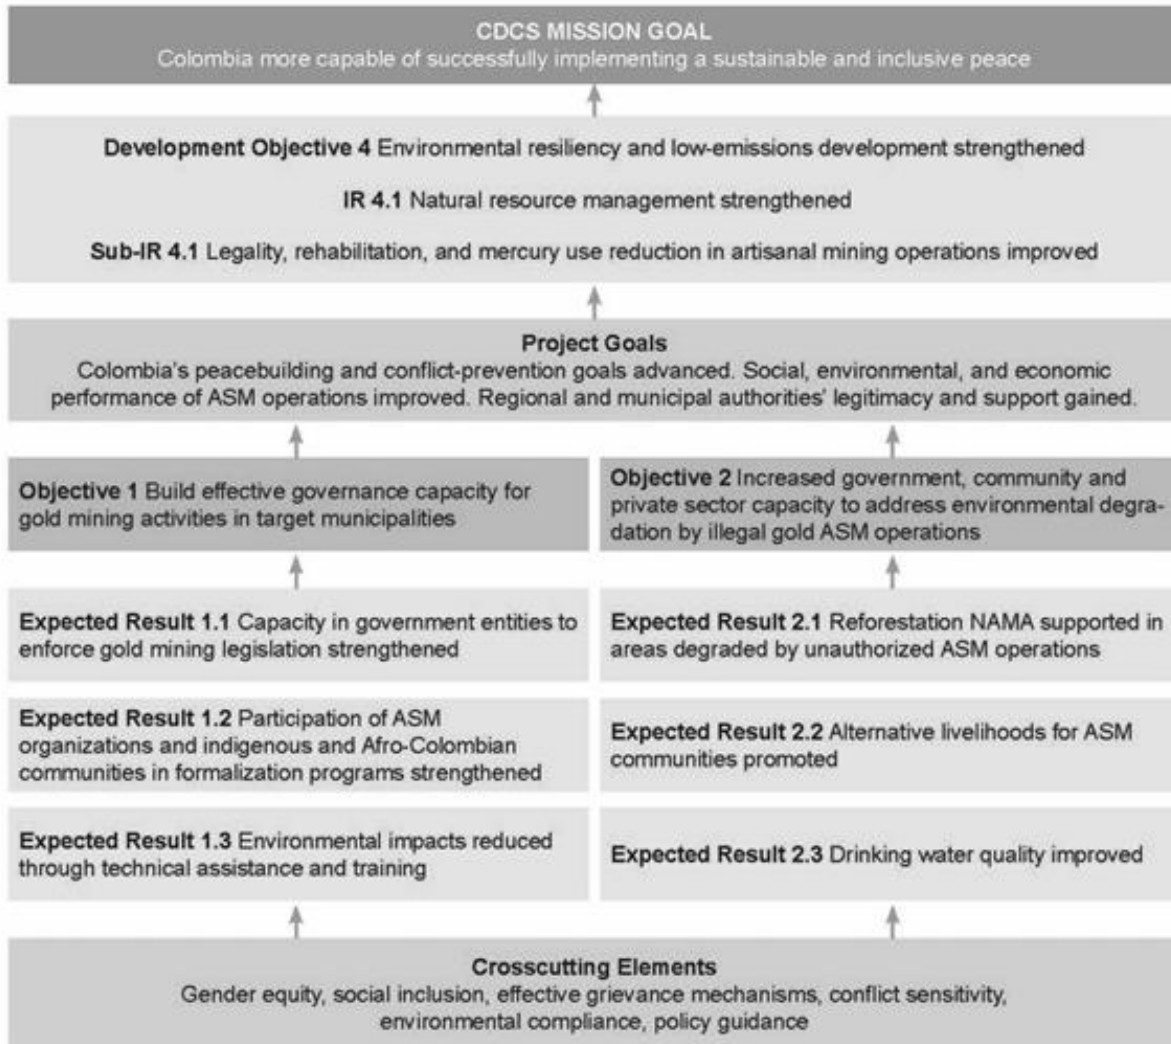 CDCS MISSION GOAL
Colombia more capable of successfully implementing a sustainable and inclusive peace
Development Objective 4 Environmental resiliency and low-emissions development strengthened
IR 4.1 Natural resource management strengthened
Sub-IR 4.1 Legality, rehabilitation, and mercury use reduction in artisanal mining operations improved
Project Goals
Colombia's peacebuilding and conflict-prevention goals advanced. Social, environmental, and economic
performance of ASM operations improved. Regional and municipal authorities' legitimacy and support gained.
Objective 1 Build effective governance capacity for
gold mining activities in target municipalities
Objective 2 Increased government, community and
private sector capacity to address environmental degra-
dation by illegal gold ASM operations
Expected Result 1.1 Capacity in government entities to
enforce gold mining legislation strengthened
Expected Result 2.1 Reforestation NAMA supported in
areas degraded by unauthorized ASM operations
Expected Result 1.2 Participation of ASM
organizations and indigenous and Afro-Colombian
communities in formalization programs strengthened
Expected Result 2.2 Alternative livelihoods for ASM
communities promoted
Expected Result 1.3 Environmental impacts reduced
through technical assistance and training
Expected Result 2.3 Drinking water quality improved
Crosscutting Elements
Gender equity, social inclusion, effective grievance mechanisms, conflict sensitivity,
environmental compliance, policy guidance